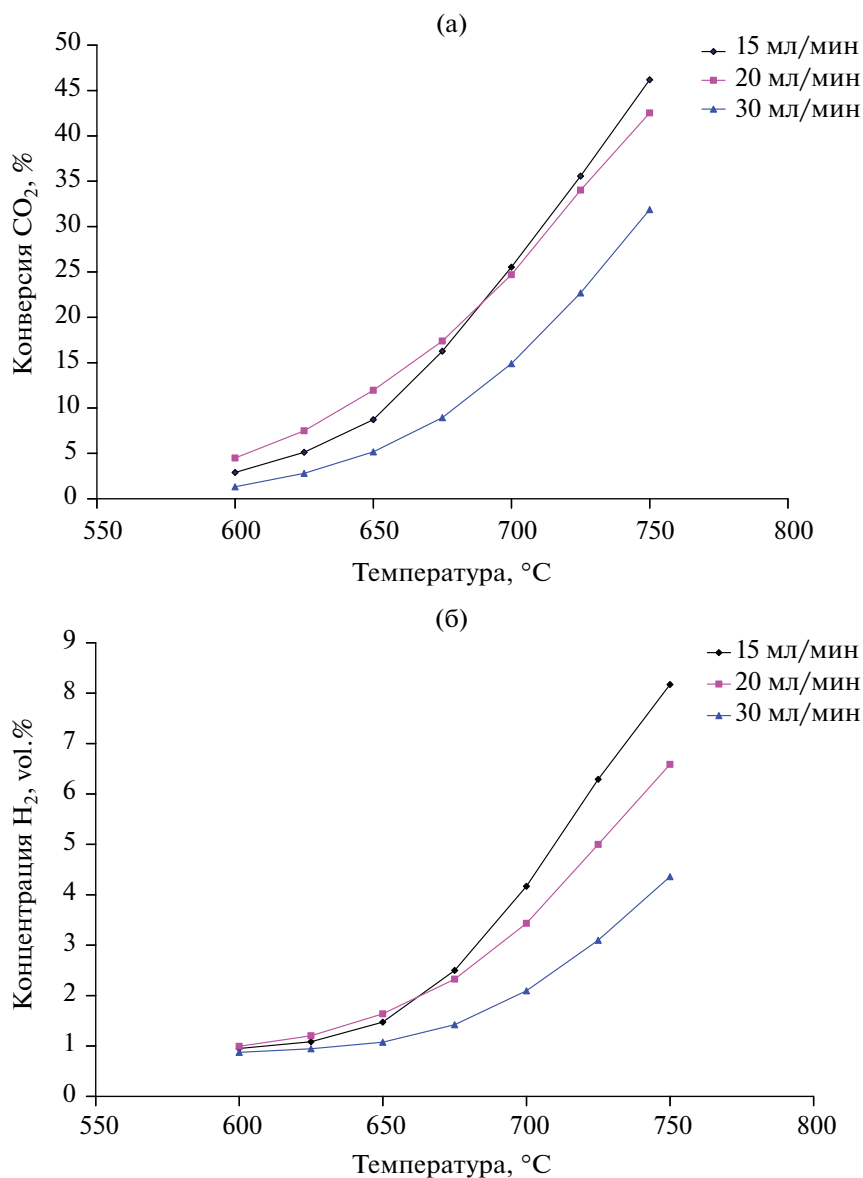 (а)
50
45
40
35
30
25
20
15
10
5
0
Конверсия CO2, %
550
600
650
700
750
800
Температура, °C
15 мл/мин
20 мл/мин
30 мл/мин
(б)
9
8
7
6
5
4
3
2
1
0
Концентрация H2, vol.%
550
600
650
700
750
800
Температура, °C
15 мл/мин
20 мл/мин
30 мл/мин